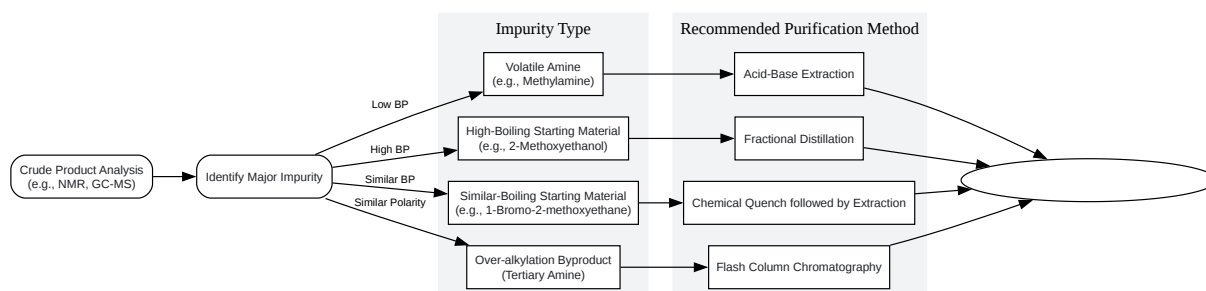 Impurity Type
Recommended Purification Method
Crude Product Analysis
(e.g., NMR, GC-MS)
Identify Major Impurity
Low BP
High BP
Similar BP
Similar Polarity
Volatile Amine
(e.g., Methylamine)
High-Boiling Starting Material
(e.g., 2-Methoxyethanol)
Similar-Boiling Starting Material
(e.g., 1-Bromo-2-methoxyethane)
Over-alkylation Byproduct
(Tertiary Amine)
Acid-Base Extraction
Fractional Distillation
Chemical Quench followed by Extraction
Flash Column Chromatography